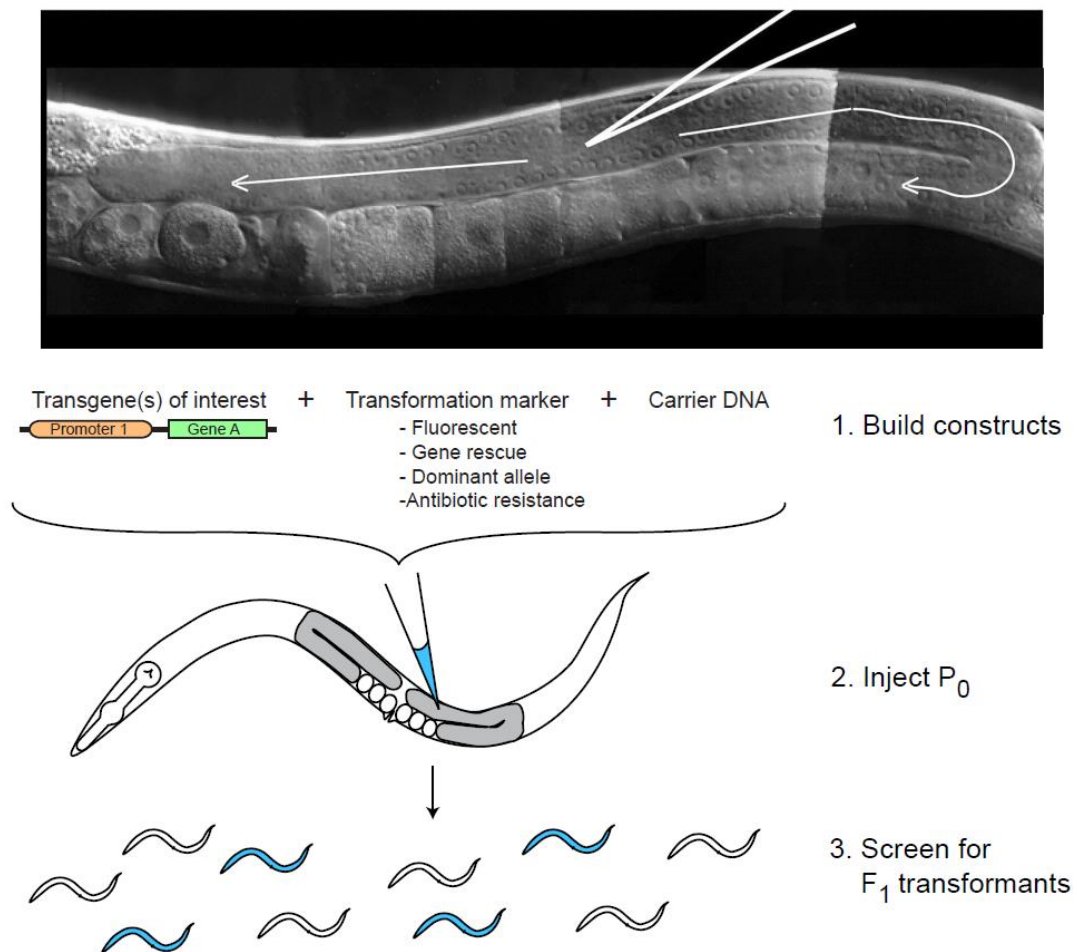 Transgene(s) of interest + Transformation marker + Carrier DNA
Promoter 1 Gene A
- Fluorescent
- Gene rescue
- Dominant allele
-Antibiotic resistance
1. Build constructs
2. Inject P0
3. Screen for
F1 transformants